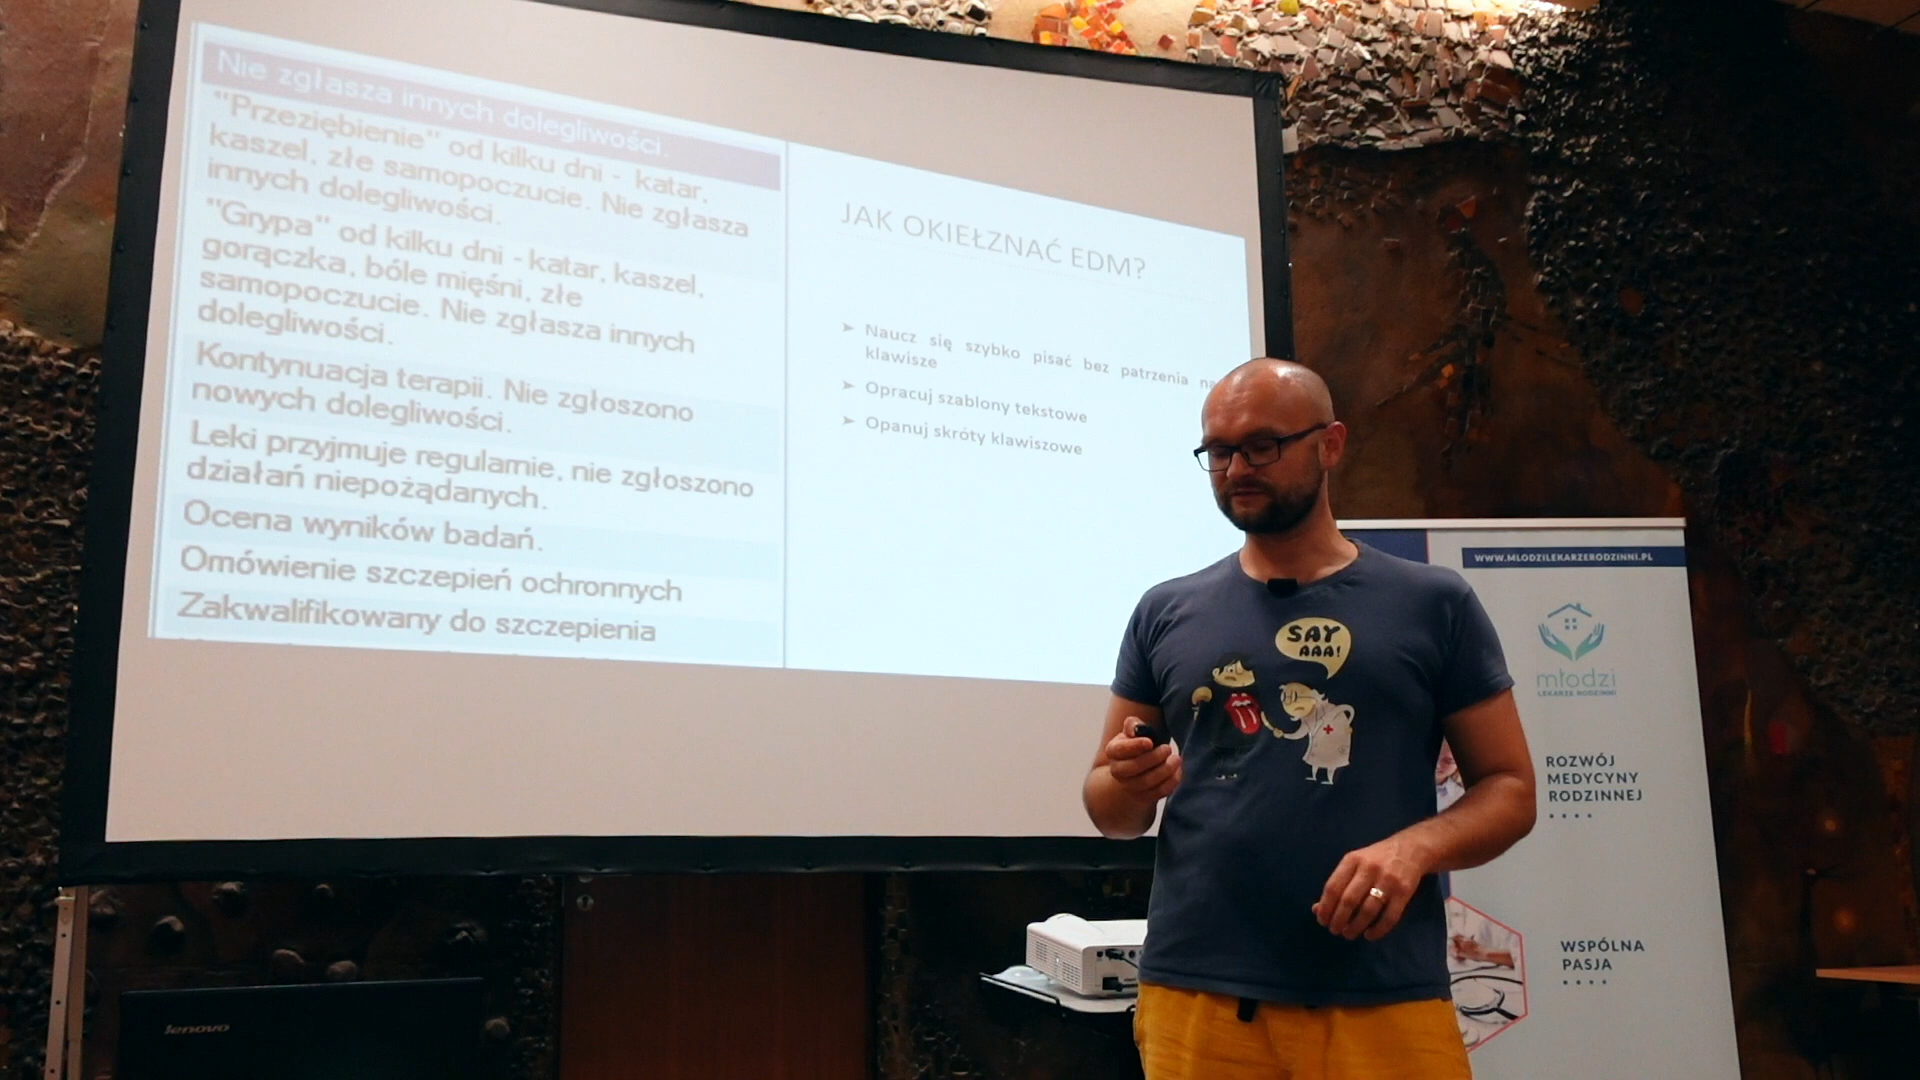 Nie zgłasza innych dolegliwości.
"Przeziębienie" od kilku dni - katar,
kaszel, złe samopoczucie. Nie zgłasza
innych dolegliwości.
"Grypa" od kilku dni - katar, kaszel,
gorączka, bóle mięśni, złe
samopoczucie. Nie zgłasza innych
dolegliwości.
Kontynuacja terapii. Nie zgłoszono
nowych dolegliwości.
Leki przyjmuje regularnie, nie zgłoszono
działań niepożądanych.
Ocena wyników badań.
Omówienie szczepień ochronnych
Zakwalifikowany do szczepienia
JAK OKIEŁZNAĆ EDM?
➤ Naucz się szybko pisać bez patrzenia na
klawisze
➤ Opracuj szablony tekstowe
➤ Opanuj skróty klawiszowe
SAY
AAA!
WWW.MLODZILEKARZERODZINNI.PL
młodzi
LEKARZE RODZINNI
ROZWÓJ
MEDYCYNY
RODZINNEJ
WSPÓLNA
PASJA
lenovo